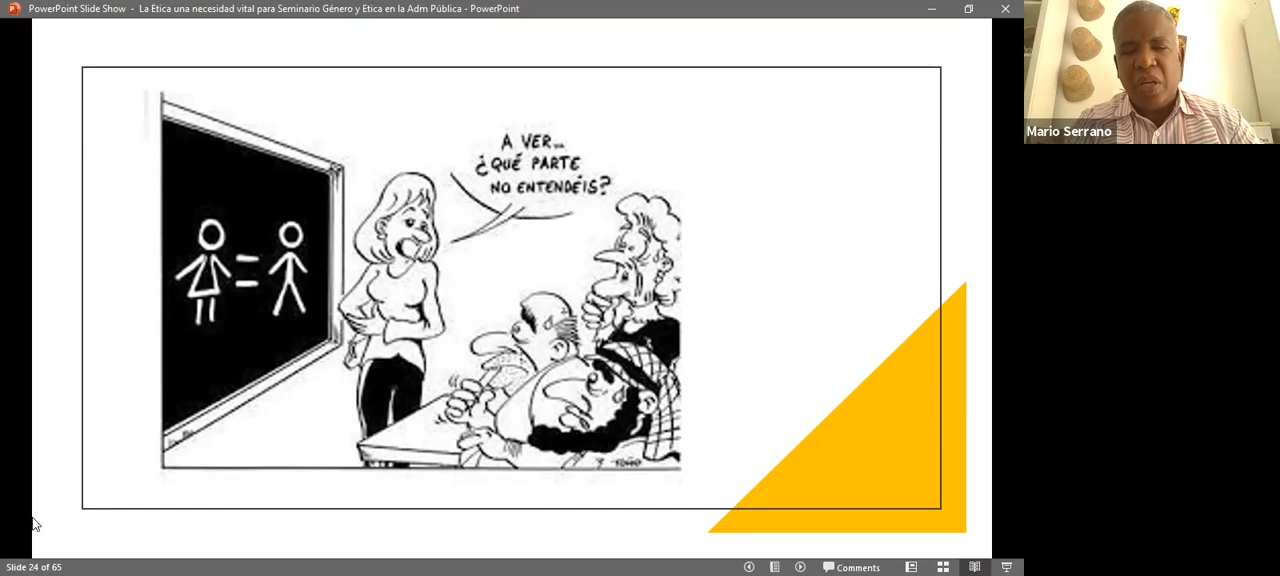 PowerPoint Slide Show - La Etica una necesidad vital para Seminario Género y Etica en la Adm Pública - PowerPoint
A VER...
¿QUÉ PARTE
NO ENTENDÉIS?
Mario Serrano
Slide 24 of 65
Comments